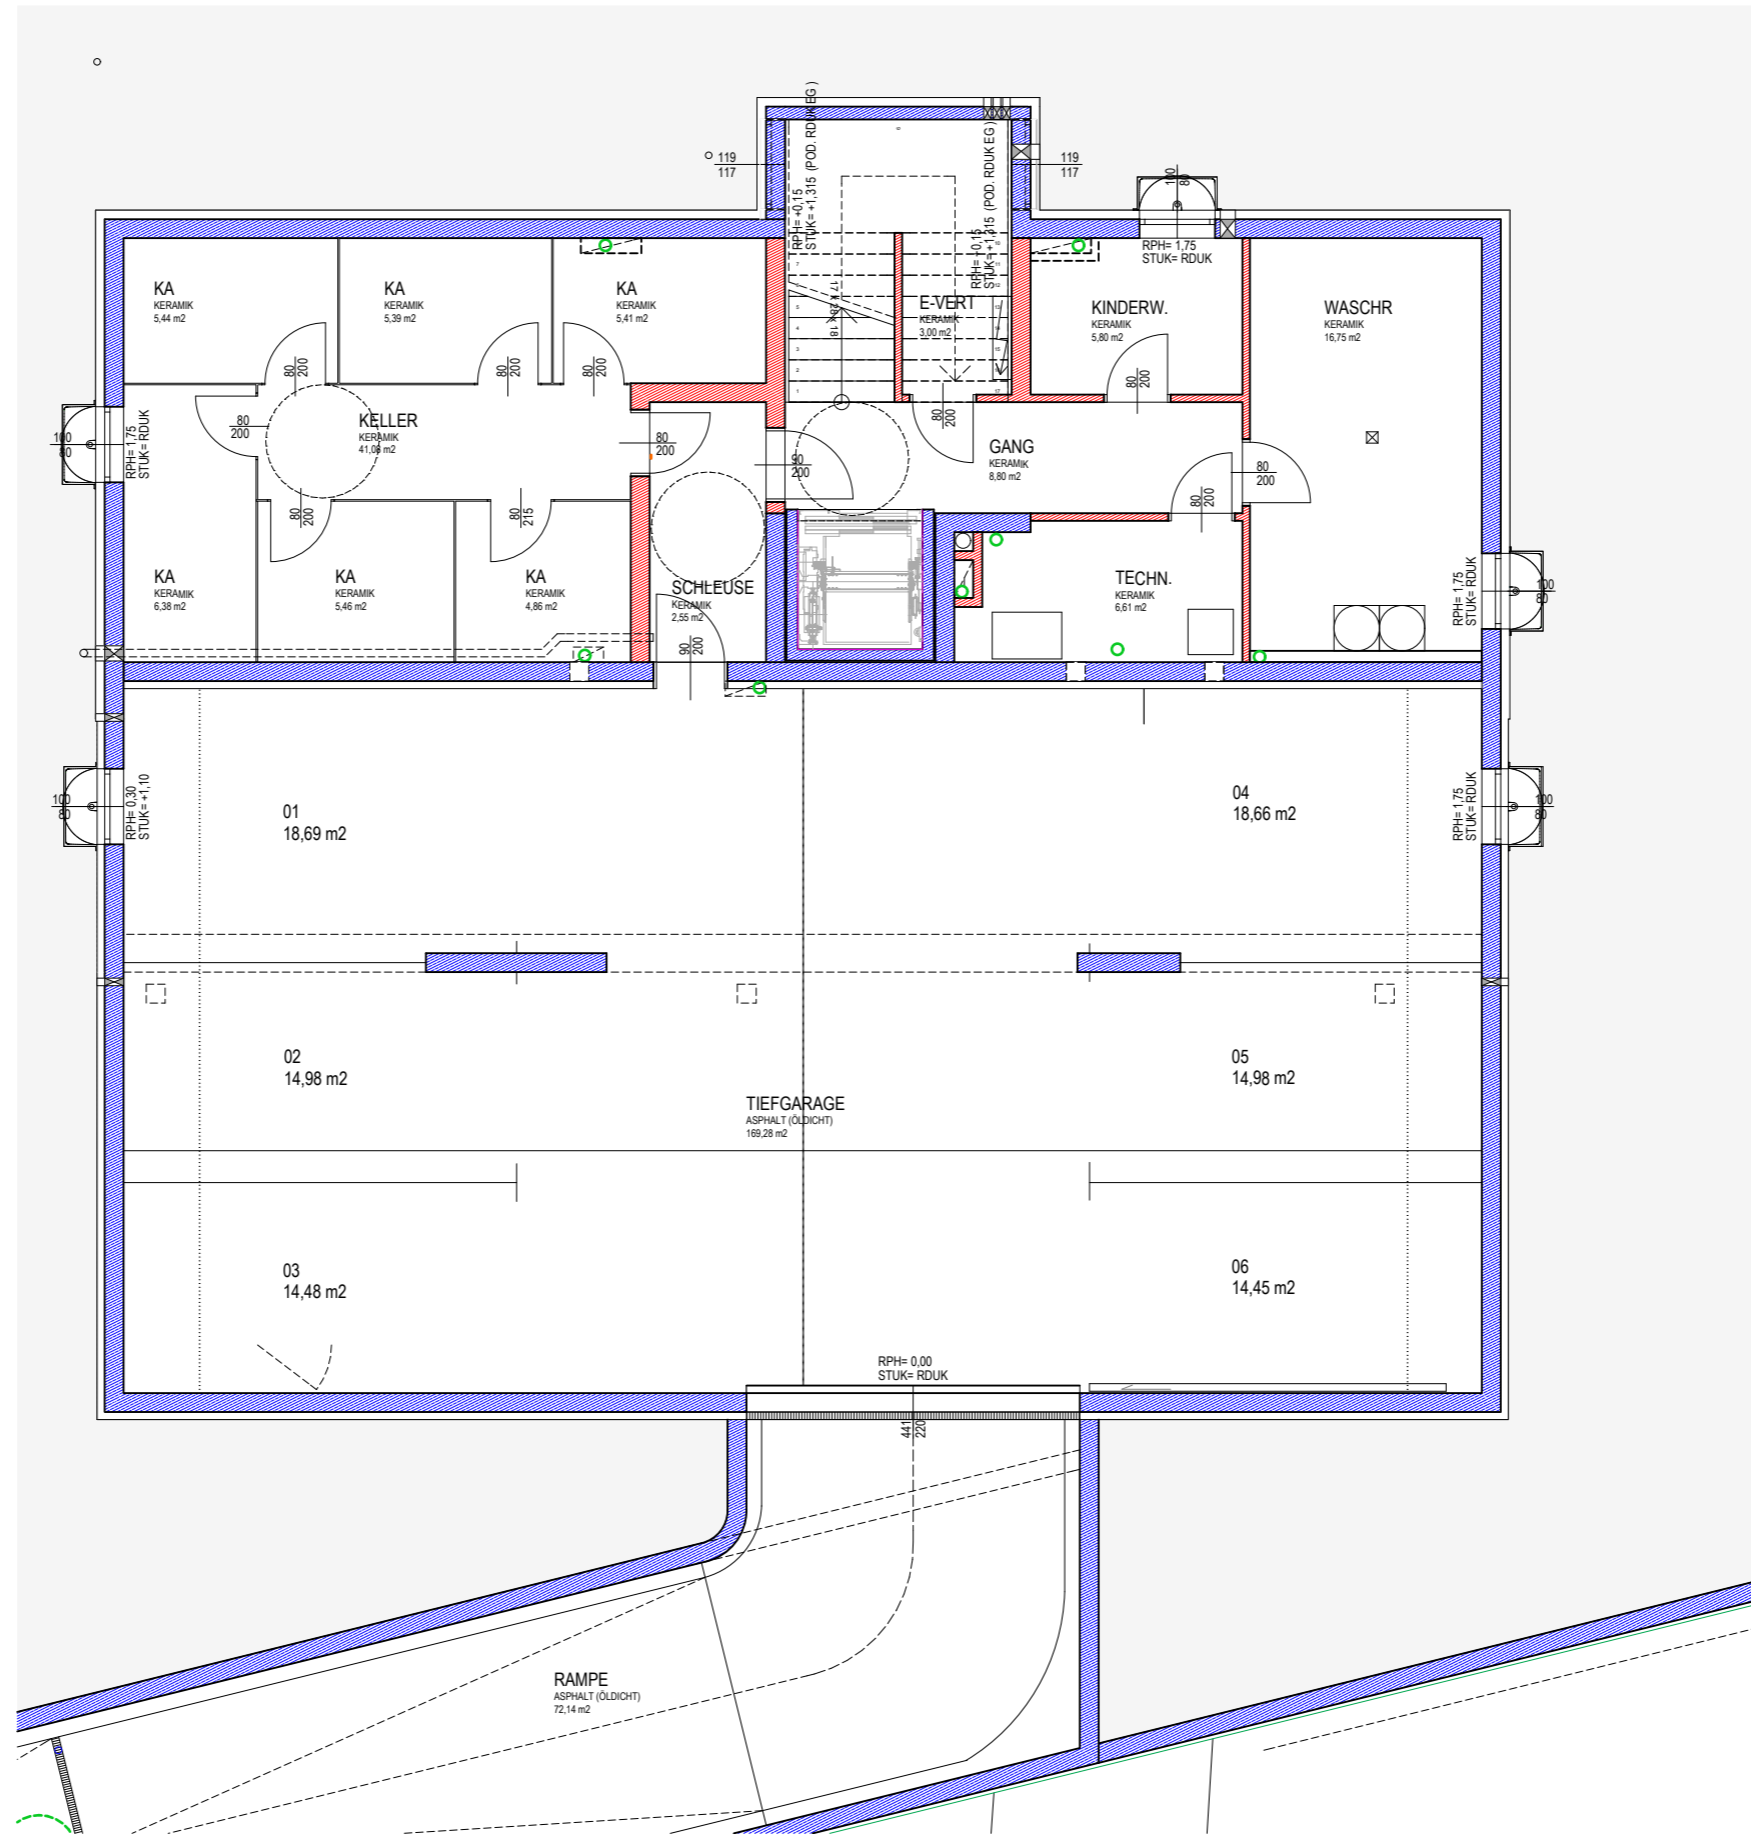 119
117
RPH= +0,15
STUK= +1,315 (POD. RDUK EG )
RPH= +0,15
STUK= +1,315 (POD. RDUK EG )
119
117
100
80
RPH= 1,75
STUK= RDUK
KA
KERAMIK
5,44 m2
KA
KERAMIK
5,39 m2
KA
KERAMIK
5,41 m2
17 X 28 X 18
E-VERT
KERAMIK
3,00 m2
KINDERW.
KERAMIK
5,80 m2
WASCHR
KERAMIK
16,75 m2
80
200
80
200
80
200
80
200
80
200
100
80
RPH= 1,75
STUK= RDUK
80
200
KELLER
KERAMIK
41,08 m2
80
200
90
200
GANG
KERAMIK
8,80 m2
80
200
80
200
80
200
80
215
KA
KERAMIK
6,38 m2
KA
KERAMIK
5,46 m2
KA
KERAMIK
4,86 m2
SCHLEUSE
KERAMIK
2,55 m2
90
200
TECHN.
KERAMIK
6,61 m2
RPH= 1,75
STUK= RDUK
100
80
100
80
RPH= 0,30
STUK= +1,10
01
18,69 m2
04
18,66 m2
RPH= 1,75
STUK= RDUK
100
80
02
14,98 m2
05
14,98 m2
TIEFGARAGE
ASPHALT (ÖLDICHT)
169,28 m2
03
14,48 m2
06
14,45 m2
RPH= 0,00
STUK= RDUK
441
220
RAMPE
ASPHALT (ÖLDICHT)
72,14 m2